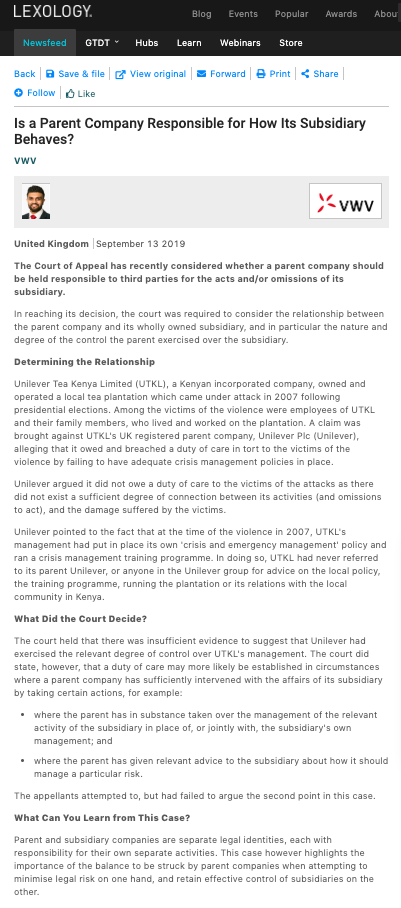 LEXOLOGY.
Blog Events Popular Awards Abou
Newsfeed GTDT Hubs Learn Webinars Store
Back Save & file View original Forward Print Share
Follow Like
Is a Parent Company Responsible for How Its Subsidiary
Behaves?
VWV
VWV
United Kingdom September 13 2019
The Court of Appeal has recently considered whether a parent company should
be held responsible to third parties for the acts and/or omissions of its
subsidiary.
In reaching its decision, the court was required to consider the relationship between
the parent company and its wholly owned subsidiary, and in particular the nature and
degree of the control the parent exercised over the subsidiary.
Determining the Relationship
Unilever Tea Kenya Limited (UTKL), a Kenyan incorporated company, owned and
operated a local tea plantation which came under attack in 2007 following
presidential elections. Among the victims of the violence were employees of UTKL
and their family members, who lived and worked on the plantation. A claim was
brought against UTKL's UK registered parent company, Unilever Plc (Unilever),
alleging that it owed and breached a duty of care in tort to the victims of the
violence by failing to have adequate crisis management policies in place.
Unilever argued it did not owe a duty of care to the victims of the attacks as there
did not exist a sufficient degree of connection between its activities (and omissions
to act), and the damage suffered by the victims.
Unilever pointed to the fact that at the time of the violence in 2007, UTKL's
management had put in place its own 'crisis and emergency management' policy and
ran a crisis management training programme. In doing so, UTKL had never referred
to its parent Unilever, or anyone in the Unilever group for advice on the local policy,
the training programme, running the plantation or its relations with the local
community in Kenya.
What Did the Court Decide?
The court held that there was insufficient evidence to suggest that Unilever had
exercised the relevant degree of control over UTKL's management. The court did
state, however, that a duty of care may more likely be established in circumstances
where a parent company has sufficiently intervened with the affairs of its subsidiary
by taking certain actions, for example:
• where the parent has in substance taken over the management of the relevant
activity of the subsidiary in place of, or jointly with, the subsidiary's own
management; and
• where the parent has given relevant advice to the subsidiary about how it should
manage a particular risk.
The appellants attempted to, but had failed to argue the second point in this case.
What Can You Learn from This Case?
Parent and subsidiary companies are separate legal identities, each with
responsibility for their own separate activities. This case however highlights the
importance of the balance to be struck by parent companies when attempting to
minimise legal risk on one hand, and retain effective control of subsidiaries on the
other.